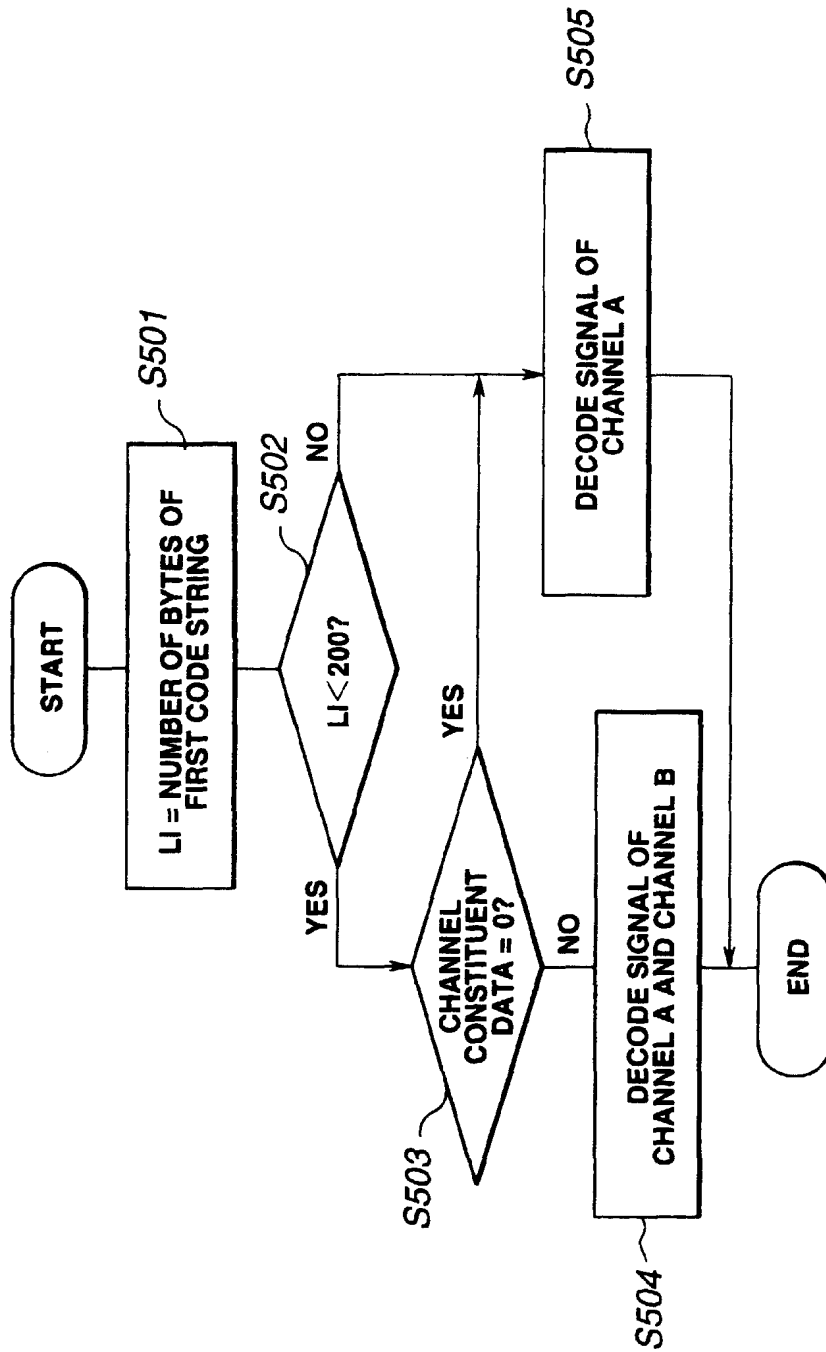 START
S501
LI = NUMBER OF BYTES OF
FIRST CODE STRING
S502
LI<200?
YES
NO
S503
CHANNEL
CONSTITUENT
DATA = 0?
YES
NO
S504
DECODE SIGNAL OF
CHANNEL A AND CHANNEL B
S505
DECODE SIGNAL OF
CHANNEL A
END